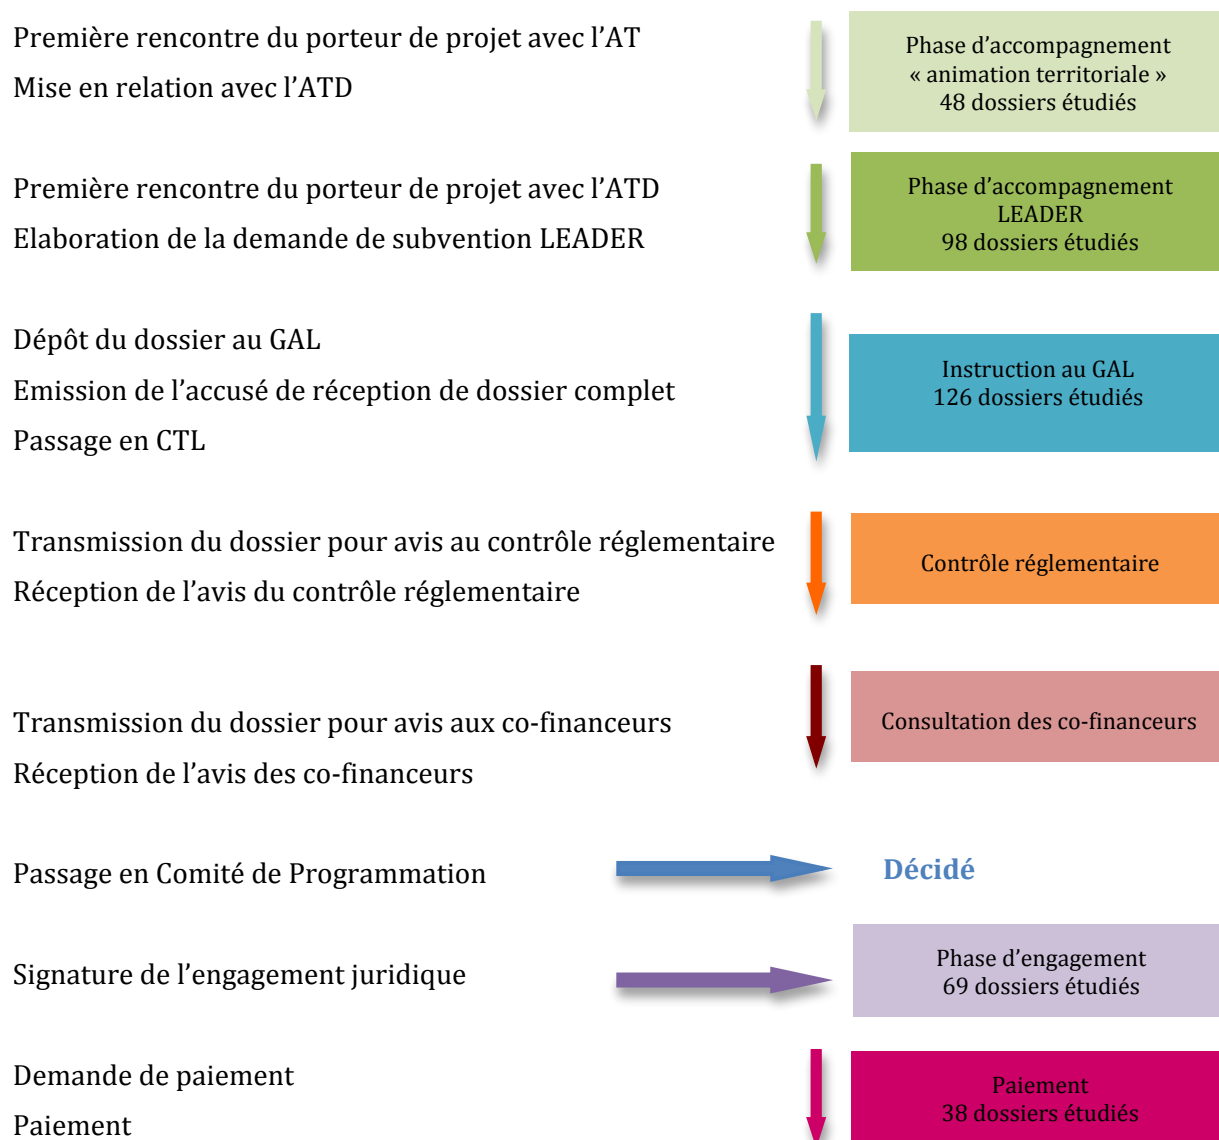 Première rencontre du porteur de projet avec l’AT
Mise en relation avec l’ATD
Phase d’accompagnement
« animation territoriale »
48 dossiers étudiés
Première rencontre du porteur de projet avec l’ATD
Elaboration de la demande de subvention LEADER
Phase d’accompagnement
LEADER
98 dossiers étudiés
Dépôt du dossier au GAL
Emission de l’accusé de réception de dossier complet
Passage en CTL
Instruction au GAL
126 dossiers étudiés
Transmission du dossier pour avis au contrôle réglementaire
Réception de l’avis du contrôle réglementaire
Contrôle réglementaire
Transmission du dossier pour avis aux co-financeurs
Réception de l’avis des co-financeurs
Consultation des co-financeurs
Passage en Comité de Programmation
Décidé
Signature de l’engagement juridique
Phase d’engagement
69 dossiers étudiés
Demande de paiement
Paiement
Paiement
38 dossiers étudiés